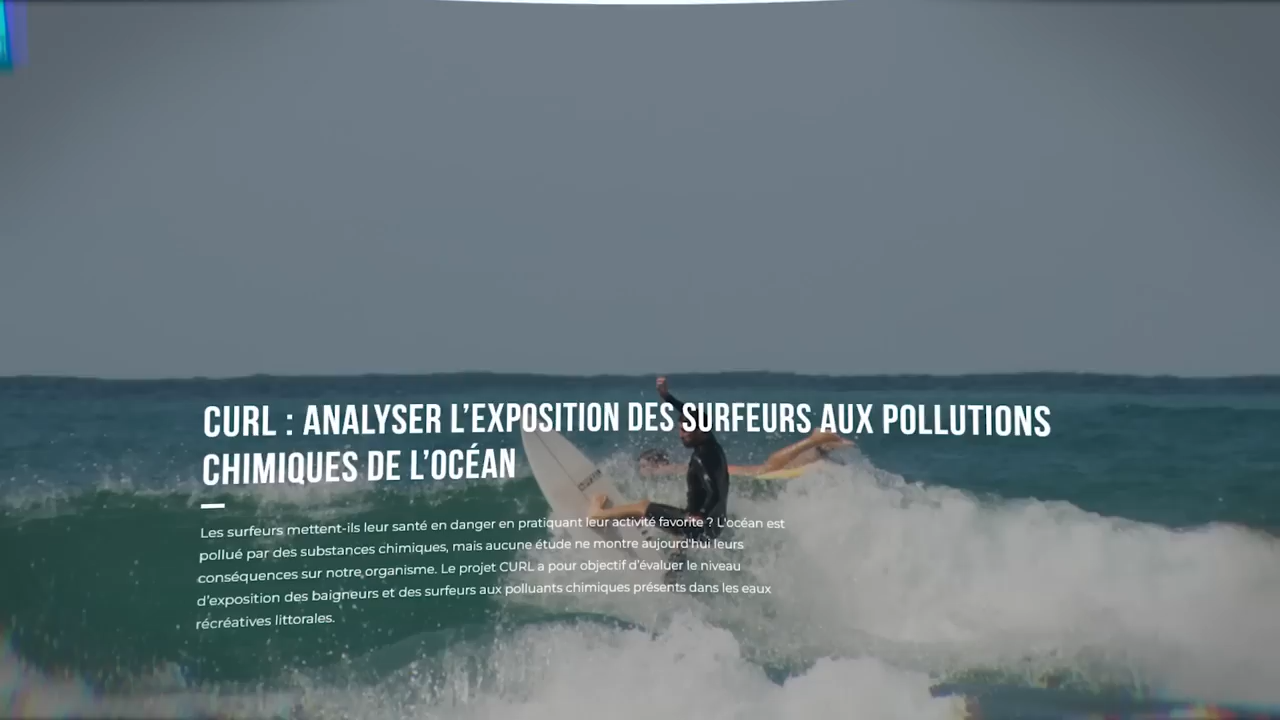 CURL : ANALYSER L'EXPOSITION DES SURFEURS AUX POLLUTIONS
CHIMIQUES DE L'OCÉAN
Les surfeurs mettent-ils leur santé en danger en pratiquant leur activité favorite ? L'océan est
pollué par des substances chimiques, mais aucune étude ne montre aujourd'hui leurs
conséquences sur notre organisme. Le projet CURL a pour objectif d'évaluer le niveau
d'exposition des baigneurs et des surfeurs aux polluants chimiques présents dans les eaux
récréatives littorales.